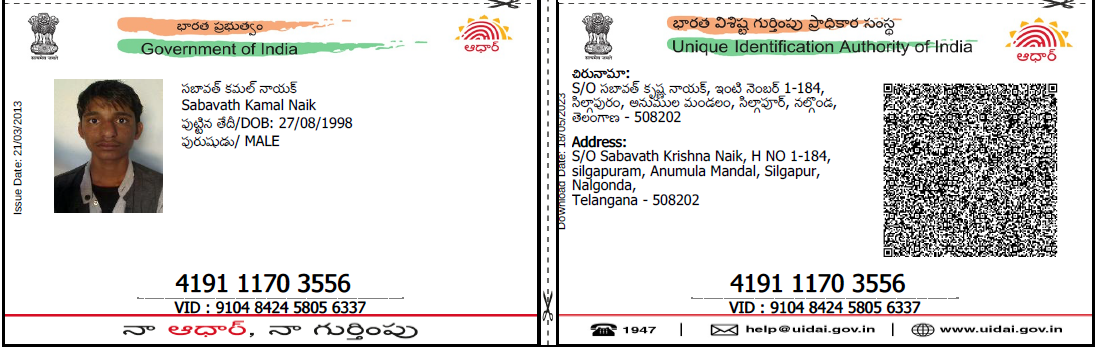 భారత ప్రభుత్వం
Government of India
ఆధార్
Issue Date: 21/03/2013
సబావత్ కమల్ నాయక్
Sabavath Kamal Naik
పుట్టిన తేదీ/DOB: 27/08/1998
పురుషుడు/ MALE
4191 1170 3556
VID : 9104 8424 5805 6337
నా ఆధార్, నా గుర్తింపు
భారత విశిష్ట గుర్తింపు ప్రాధికార సంస్థ
Unique Identification Authority of India
ఆధార్
Download Date: 18/05/2023
చిరునామా:
S/O సబావత్ కృష్ణ నాయక్, ఇంటి నెంబర్ 1-184,
సిల్గాపురం, అనుముల మండలం, సిల్గాపూర్, నల్గొండ,
తెలంగాణ - 508202
Address:
S/O Sabavath Krishna Naik, H NO 1-184,
silgapuram, Anumula Mandal, Silgapur,
Nalgonda,
Telangana - 508202
4191 1170 3556
VID : 9104 8424 5805 6337
1947 | help@uidai.gov.in | www.uidai.gov.in